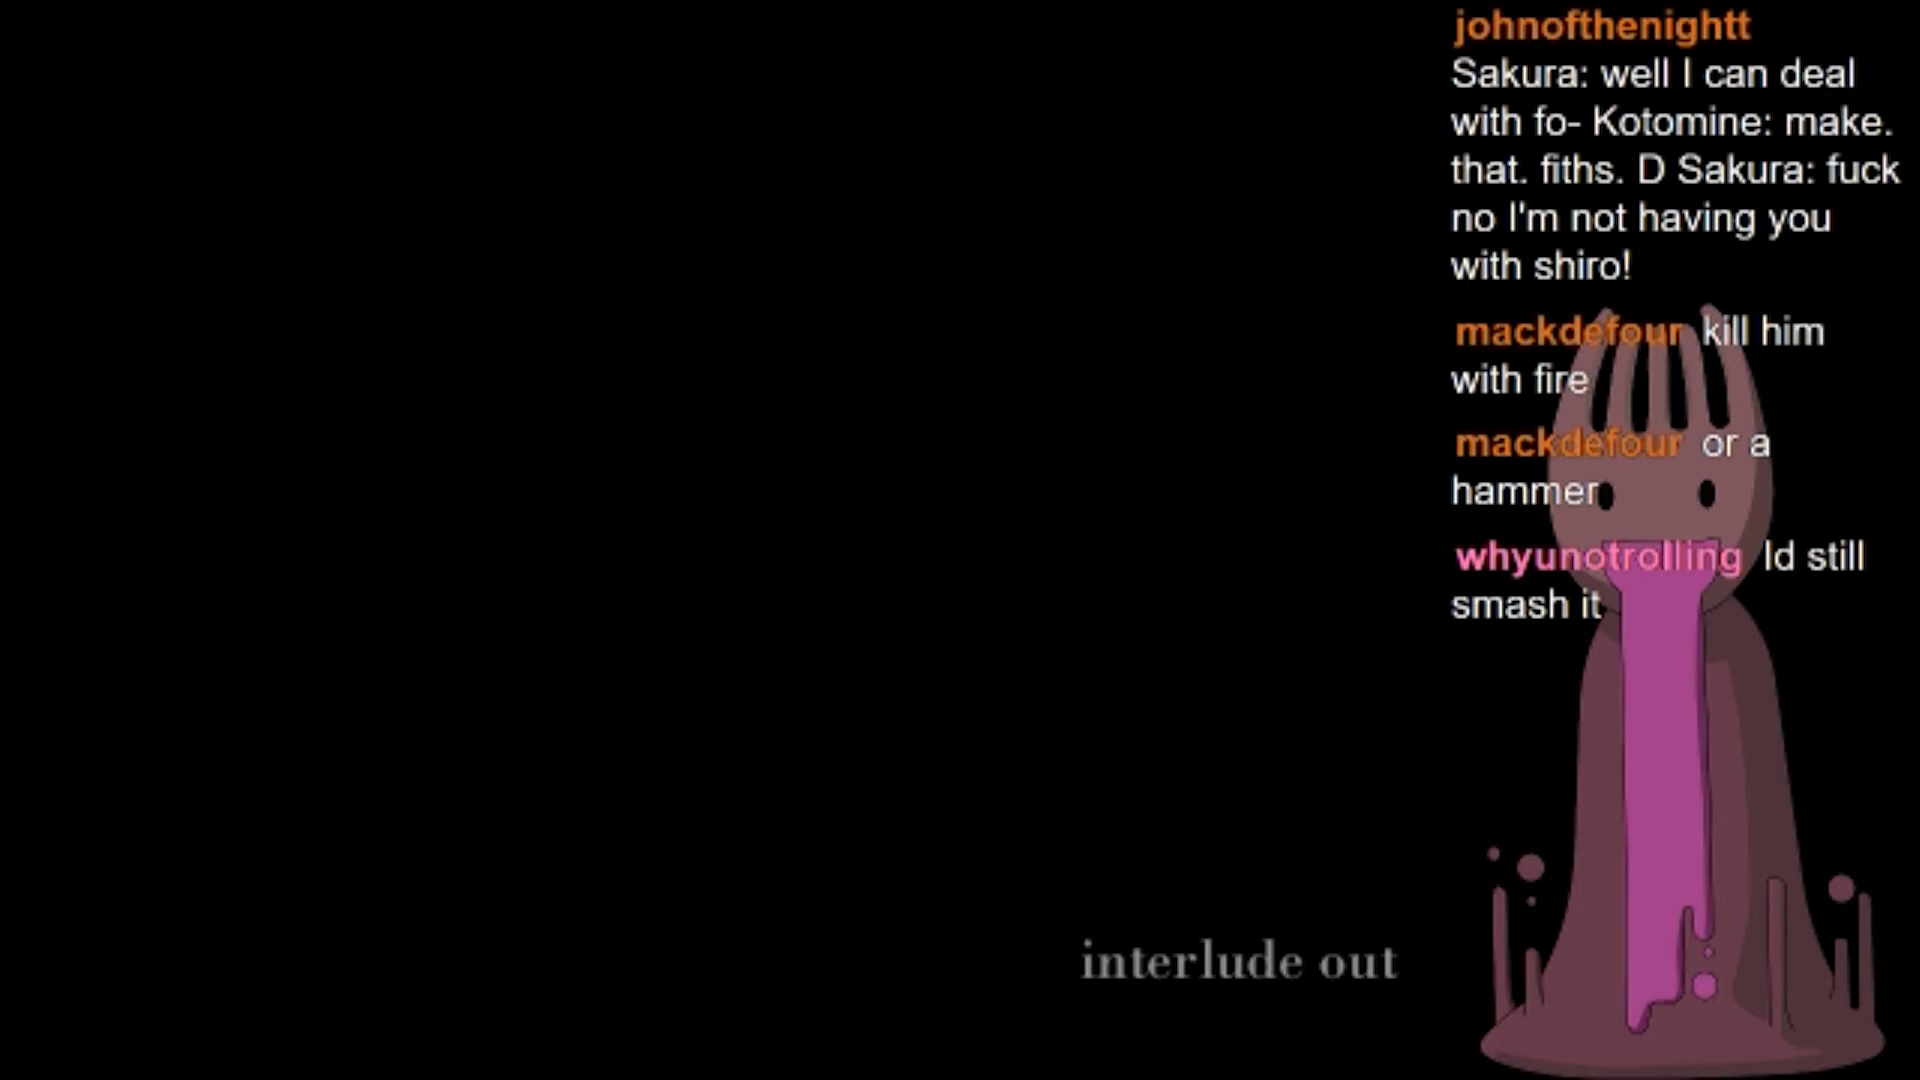 johnofthenightt
Sakura: well I can deal
with fo- Kotomine: make.
that. fiths. D Sakura: fuck
no I'm not having you
with shiro!
mackdefour kill him
with fire
mackdefour or a
hammer
whyunotrolling Id still
smash it
interlude out